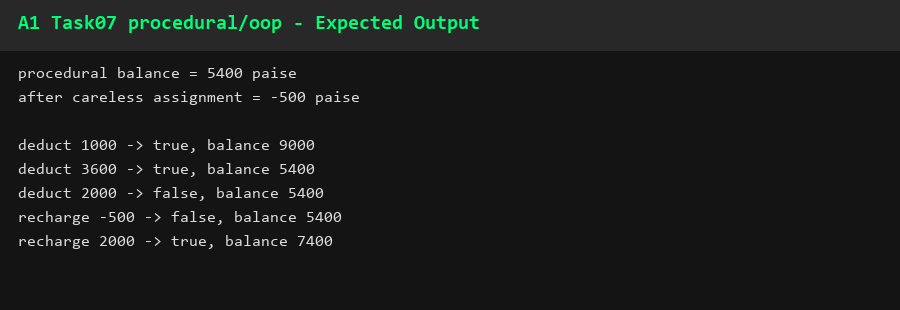 A1 Task07 procedural/oop - Expected Output
procedural balance = 5400 paise
after careless assignment = -500 paise
deduct 1000 -> true, balance 9000
deduct 3600 -> true, balance 5400
deduct 2000 -> false, balance 5400
recharge -500 -> false, balance 5400
recharge 2000 -> true, balance 7400